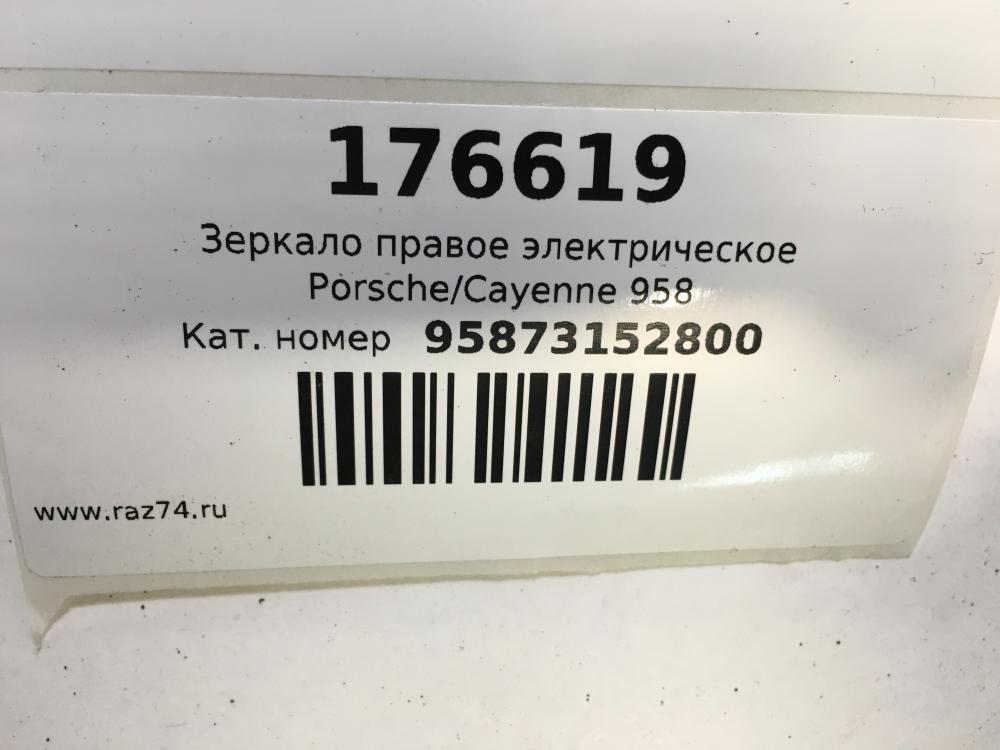 176619
Зеркало правое электрическое
Porsche/Cayenne 958
Кат. номер 95873152800
www.raz74.ru